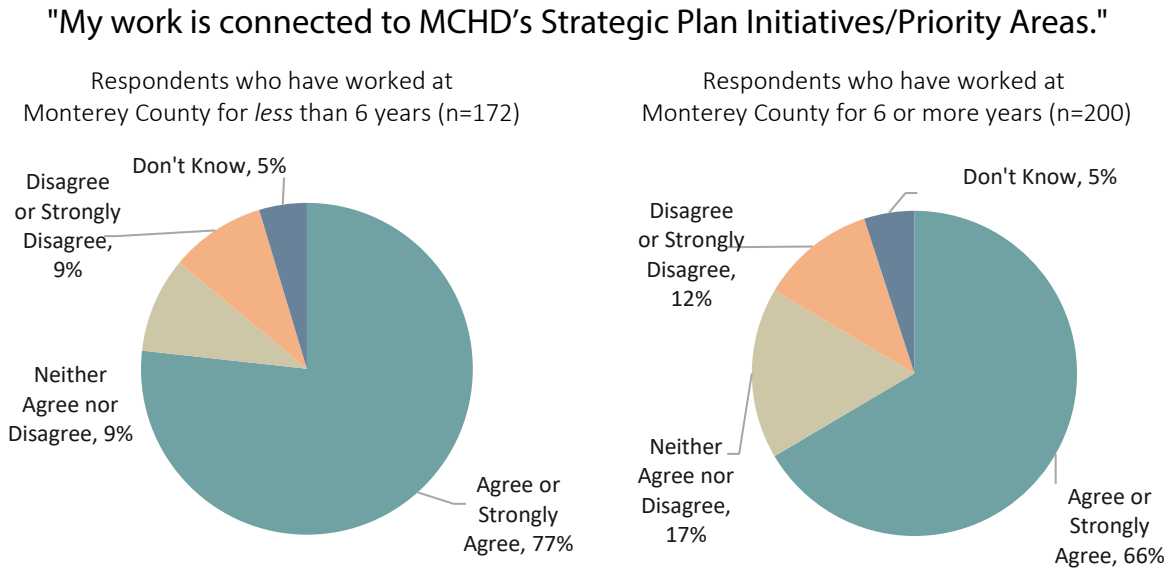 "My work is connected to MCHD’s Strategic Plan Initiatives/Priority Areas."
Respondents who have worked at
Monterey County for less than 6 years (n=172)
Don't Know, 5%
Disagree
or Strongly
Disagree,
9%
Neither
Agree nor
Disagree, 9%
Agree or
Strongly
Agree, 77%
Respondents who have worked at
Monterey County for 6 or more years (n=200)
Don't Know, 5%
Disagree
or Strongly
Disagree,
12%
Neither
Agree nor
Disagree,
17%
Agree or
Strongly
Agree, 66%